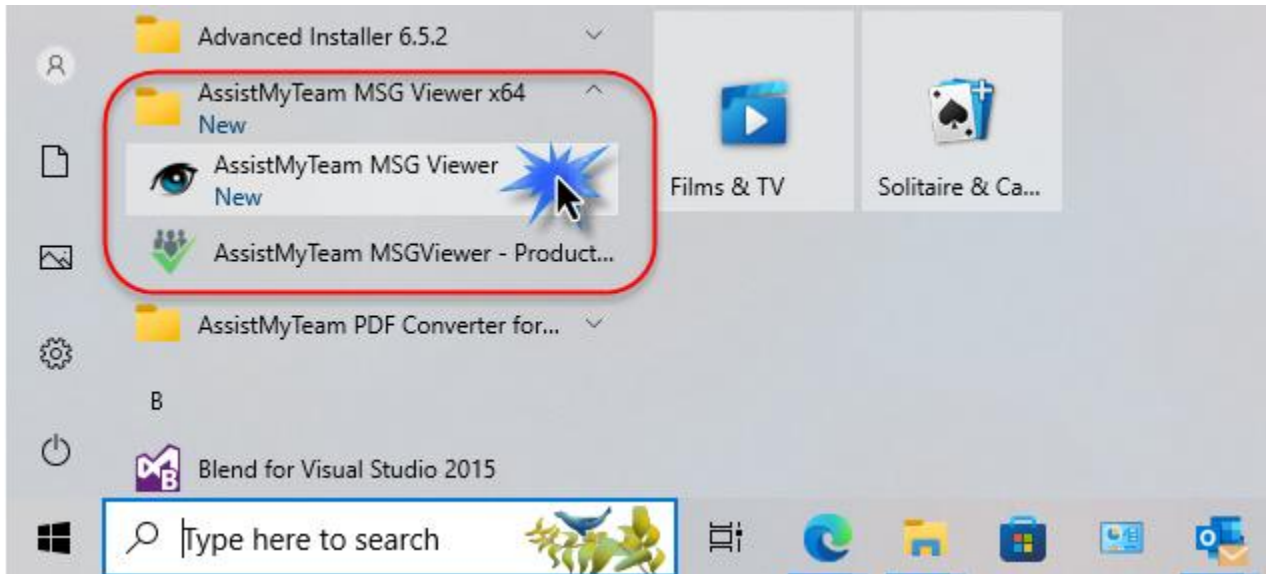 Advanced Installer 6.5.2
AssistMyTeam MSG Viewer x64
New
AssistMyTeam MSG Viewer
New
AssistMyTeam MSGViewer - Product...
AssistMyTeam PDF Converter for...
B
Blend for Visual Studio 2015
Films & TV
Solitaire & Ca...
Type here to search